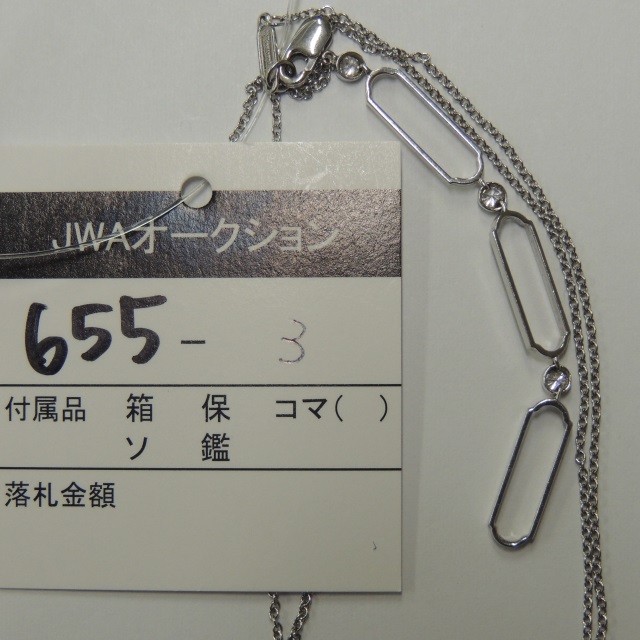 JWAオークション
655-3
付属品 箱 保 コマ( )
ソ 鑑
落札金額